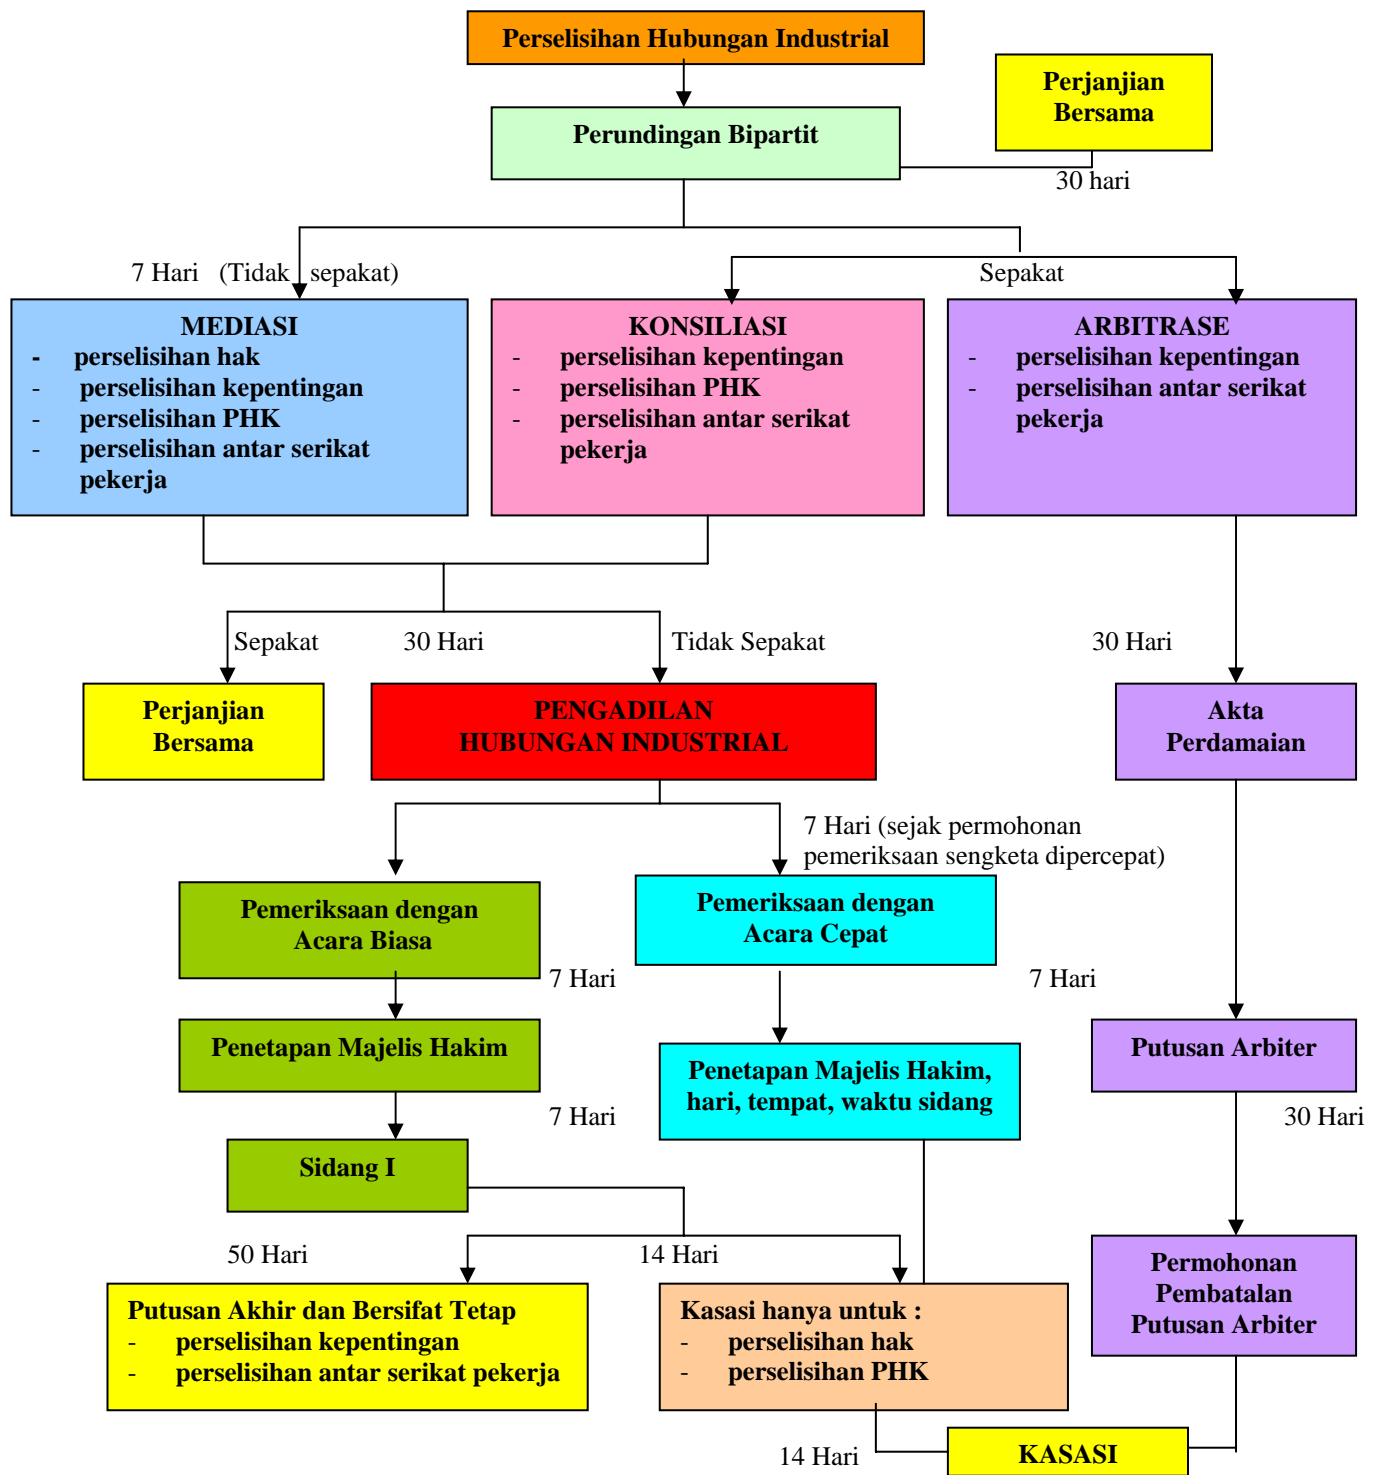 Perselisihan Hubungan Industrial
Perjanjian
Bersama
Perundingan Bipartit
30 hari
7 Hari (Tidak sepakat)
Sepakat
MEDIASI
- perselisihan hak
- perselisihan kepentingan
- perselisihan PHK
- perselisihan antar serikat
pekerja
KONSILIASI
- perselisihan kepentingan
- perselisihan PHK
- perselisihan antar serikat
pekerja
ARBITRASE
- perselisihan kepentingan
- perselisihan antar serikat
pekerja
Sepakat
30 Hari
Tidak Sepakat
30 Hari
Perjanjian
Bersama
PENGADILAN
HUBUNGAN INDUSTRIAL
Akta
Perdamaian
7 Hari (sejak permohonan
pemeriksaan sengketa dipercepat)
Pemeriksaan dengan
Acara Biasa
Pemeriksaan dengan
Acara Cepat
7 Hari
7 Hari
Penetapan Majelis Hakim
Penetapan Majelis Hakim,
hari, tempat, waktu sidang
Putusan Arbiter
7 Hari
30 Hari
Sidang I
50 Hari
14 Hari
Putusan Akhir dan Bersifat Tetap
- perselisihan kepentingan
- perselisihan antar serikat pekerja
Kasasi hanya untuk :
- perselisihan hak
- perselisihan PHK
Permohonan
Pembatalan
Putusan Arbiter
14 Hari
KASASI